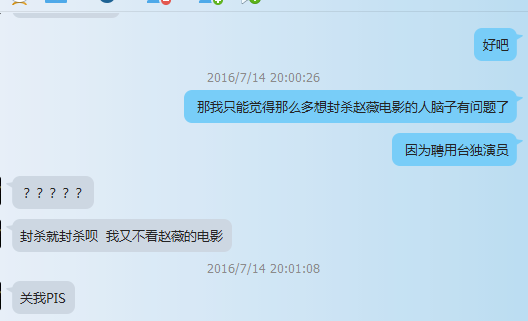 好吧
2016/7/14 20:00:26
那我只能觉得那么多想封杀赵薇电影的人脑子有问题了
因为聘用台独演员
？？？？？
封杀就封杀呗  我又不看赵薇的电影
2016/7/14 20:01:08
关我PIS